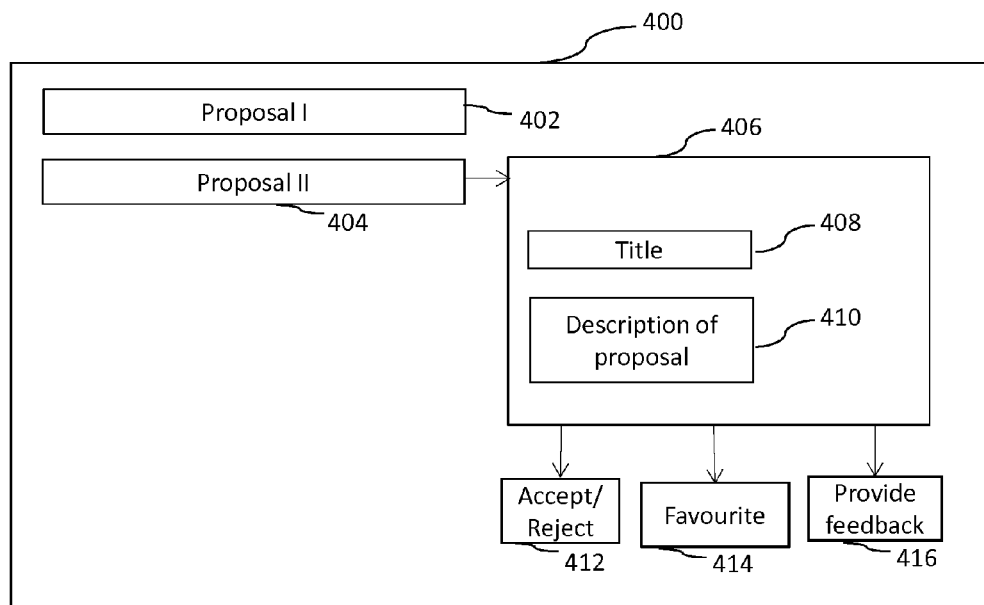 400
Proposal I
402
406
Proposal II
404
408
Title
410
Description of
proposal
Accept/
Reject
412
Favourite
414
Provide
feedback
416